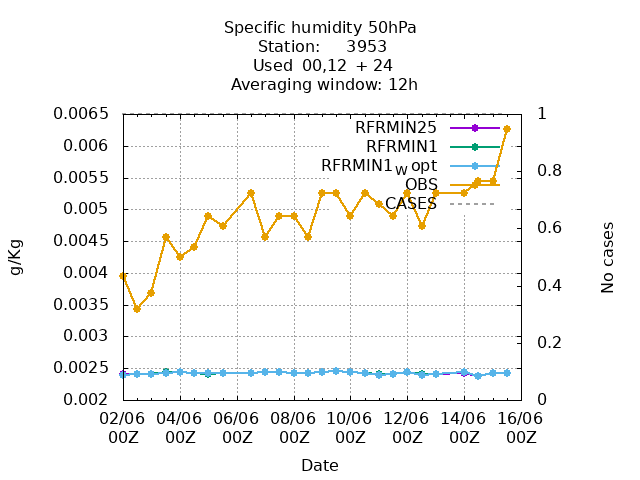 Specific humidity 50hPa
Station: 3953
Used 00,12 + 24
Averaging window: 12h
0.0065
0.006
0.0055
0.005
0.0045
0.004
0.0035
0.003
0.0025
0.002
g/Kg
RFRMIN25
RFRMIN1
RFRMIN1w opt
OBS
CASES
1
0.8
0.6
0.4
0.2
0
No cases
02/06 04/06 06/06 08/06 10/06 12/06 14/06 16/06
00Z 00Z 00Z 00Z 00Z 00Z 00Z 00Z
Date